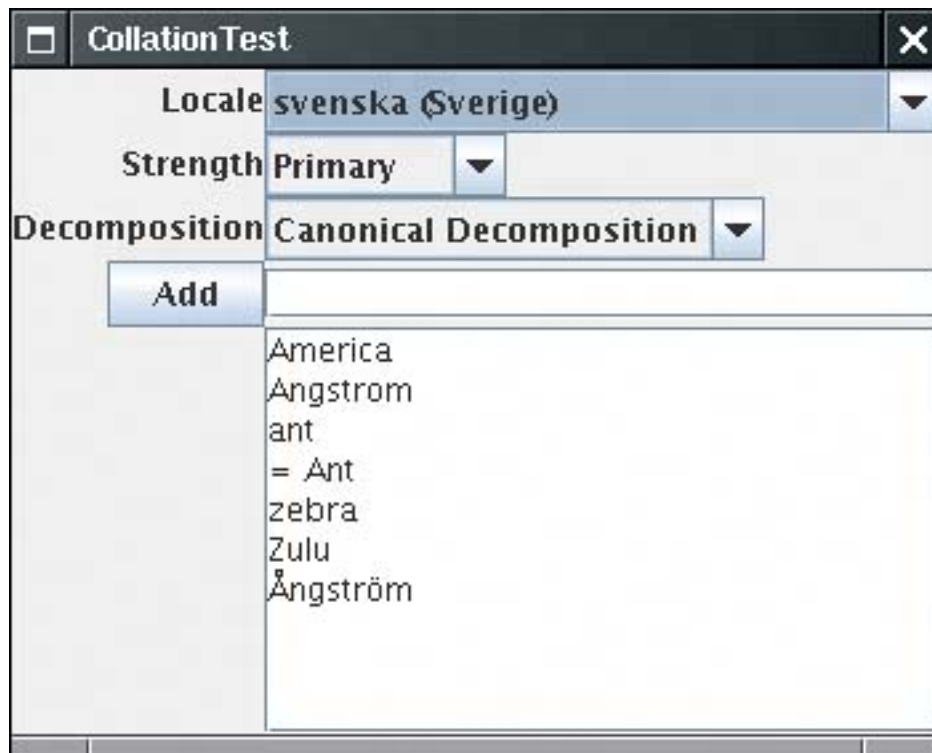 CollationTest
Locale svenska (Sverige)
Strength Primary
Decomposition Canonical Decomposition
Add
America
Angstrom
ant
= Ant
zebra
Zulu
Ångström